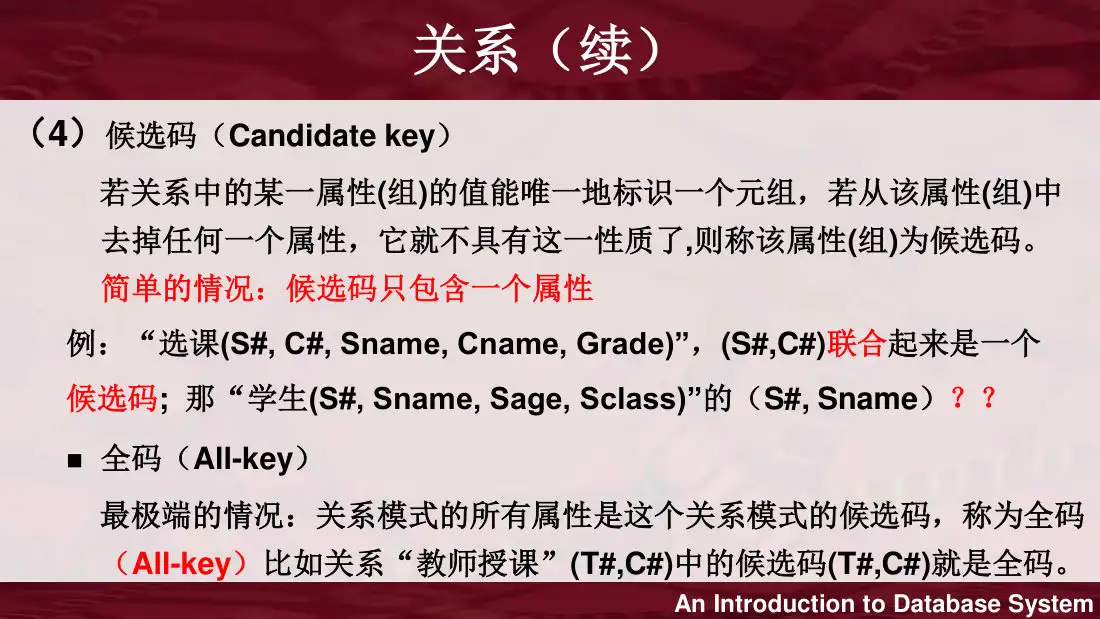 关系（续）
（4）候选码（Candidate key）
若关系中的某一属性(组)的值能唯一地标识一个元组，若从该属性(组)中
去掉任何一个属性，它就不具有这一性质了,则称该属性(组)为候选码。
简单的情况：候选码只包含一个属性
例：“选课(S#, C#, Sname, Cname, Grade)”，(S#,C#)联合起来是一个
候选码; 那“学生(S#, Sname, Sage, Sclass)”的（S#, Sname）？？
■ 全码（All-key）
最极端的情况：关系模式的所有属性是这个关系模式的候选码，称为全码
（All-key）比如关系“教师授课”(T#,C#)中的候选码(T#,C#)就是全码。
An Introduction to Database System